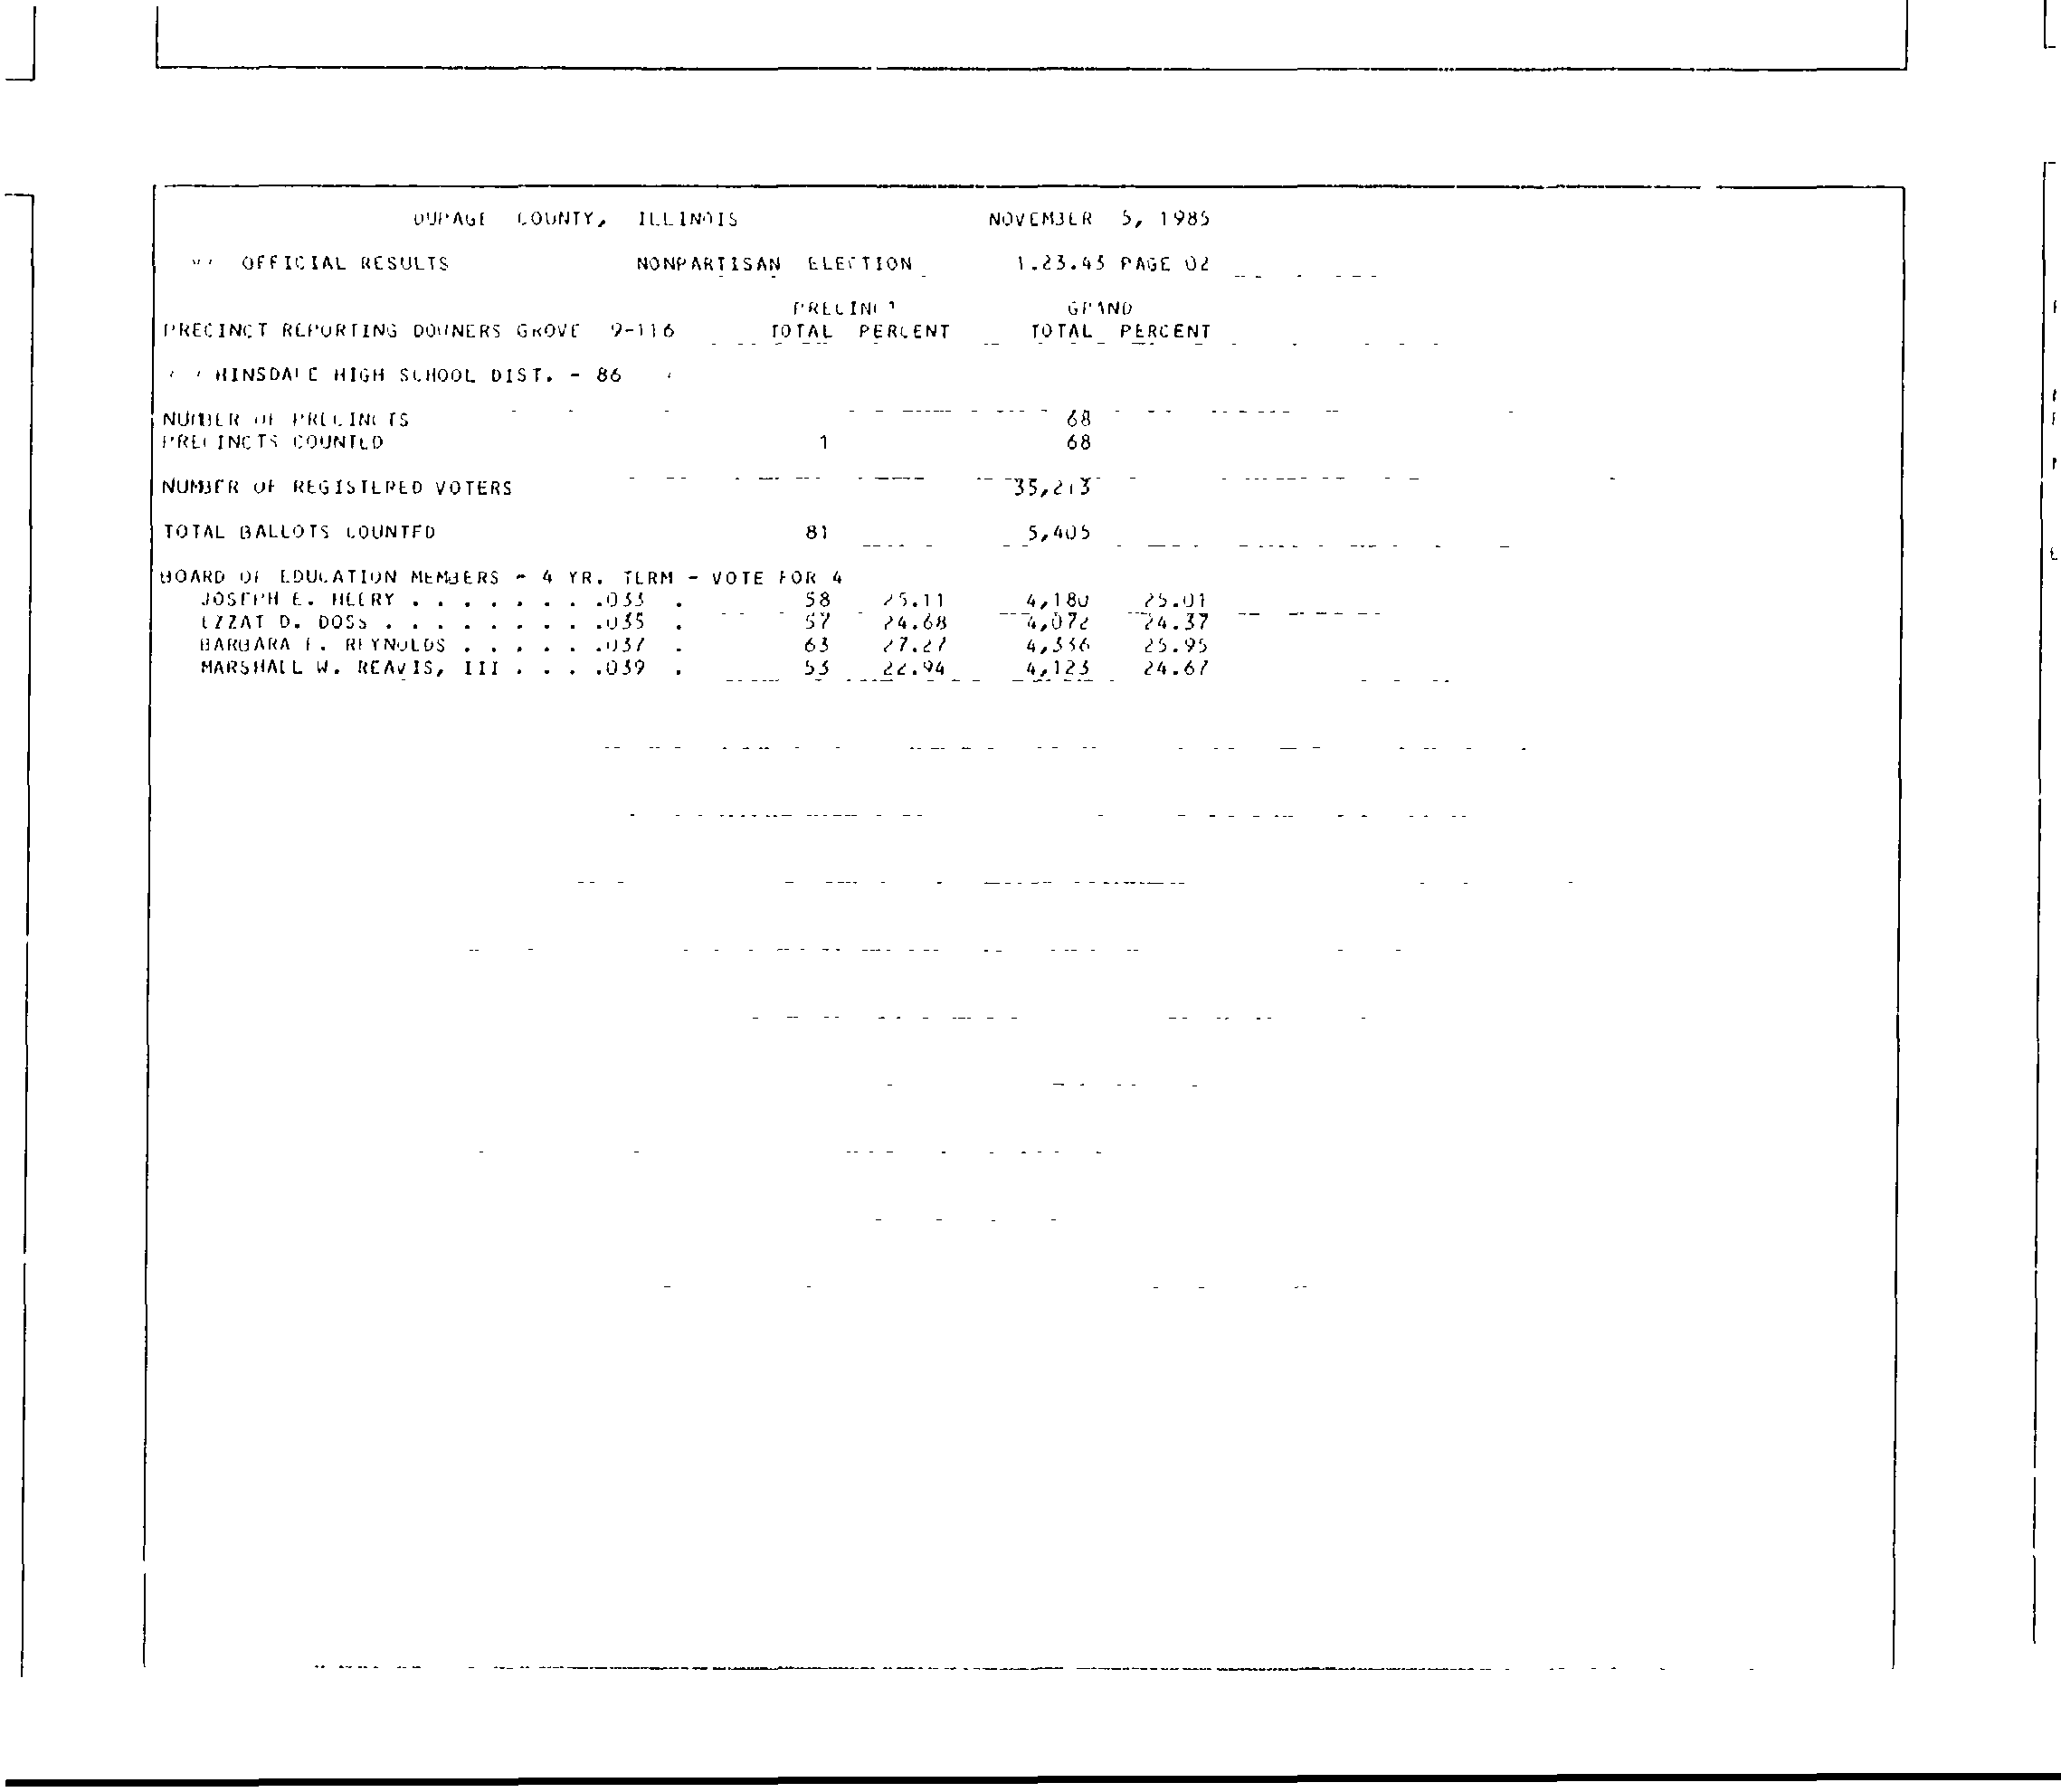 DUPAGE COUNTY, ILLINOIS NOVEMBER 5, 1985
OFFICIAL RESULTS NONPARTISAN ELECTION 1.23.43 PAGE 02
PRECINCT GRAND
PRECINCT REPORTING DOWNERS GROVE 9-116 TOTAL PERCENT TOTAL PERCENT
HINSDALE HIGH SCHOOL DIST. - 86
NUMBER OF PRECINCTS 68
PRECINCTS COUNTED 1 68
NUMBER OF REGISTERED VOTERS 35,213
TOTAL BALLOTS COUNTED 81 5,405
BOARD OF EDUCATION MEMBERS - 4 YR. TERM - VOTE FOR 4
JOSEPH E. HEERY . . . . . . . .033 . 58 25.11 4,180 25.01
EZZAT D. DOSS . . . . . . . . .035 . 57 24.68 4,072 24.37
BARBARA F. REYNOLDS . . . . . .037 . 63 27.27 4,336 25.95
MARSHALL W. REAVIS, III . . . .039 . 53 22.94 4,123 24.67